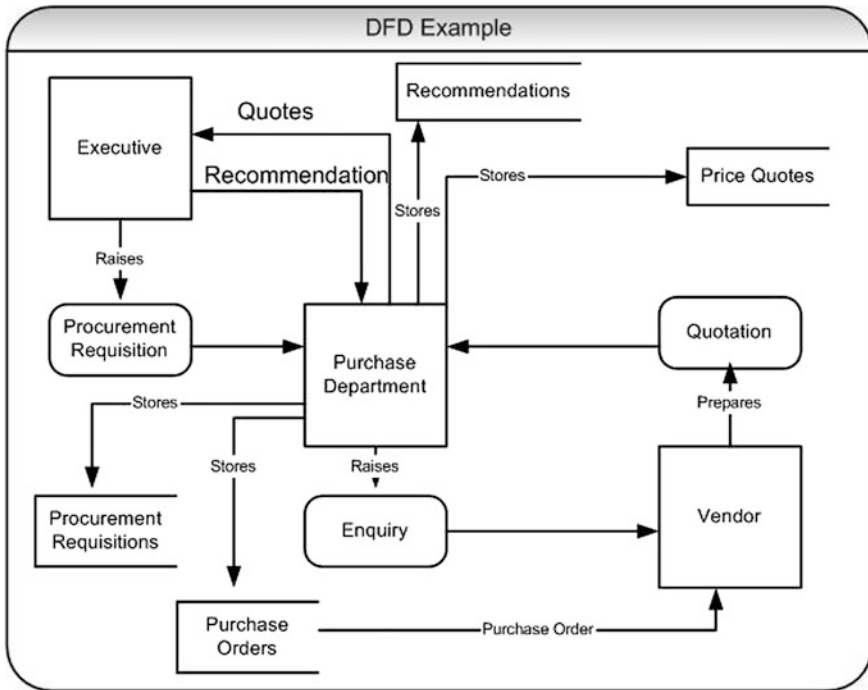 DFD Example
Recommendations
Quotes
Executive
Recommendation
Stores
Price Quotes
Stores
Raises
Procurement
Requisition
Purchase
Department
Quotation
Stores
Prepares
Stores
Raises
Procurement
Requisitions
Enquiry
Vendor
Purchase
Orders
Purchase Order